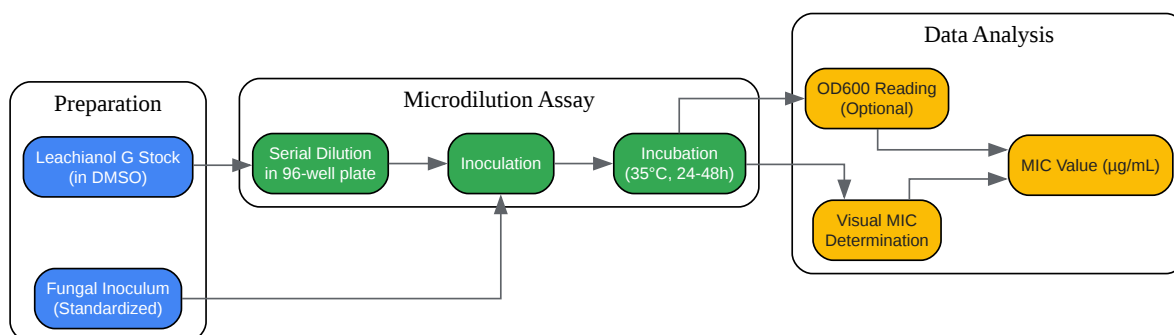 Preparation
Leachianol G Stock
(in DMSO)
Fungal Inoculum
(Standardized)
Microdilution Assay
Serial Dilution
in 96-well plate
Inoculation
Incubation
(35°C, 24-48h)
Data Analysis
OD600 Reading
(Optional)
Visual MIC
Determination
MIC Value (µg/mL)